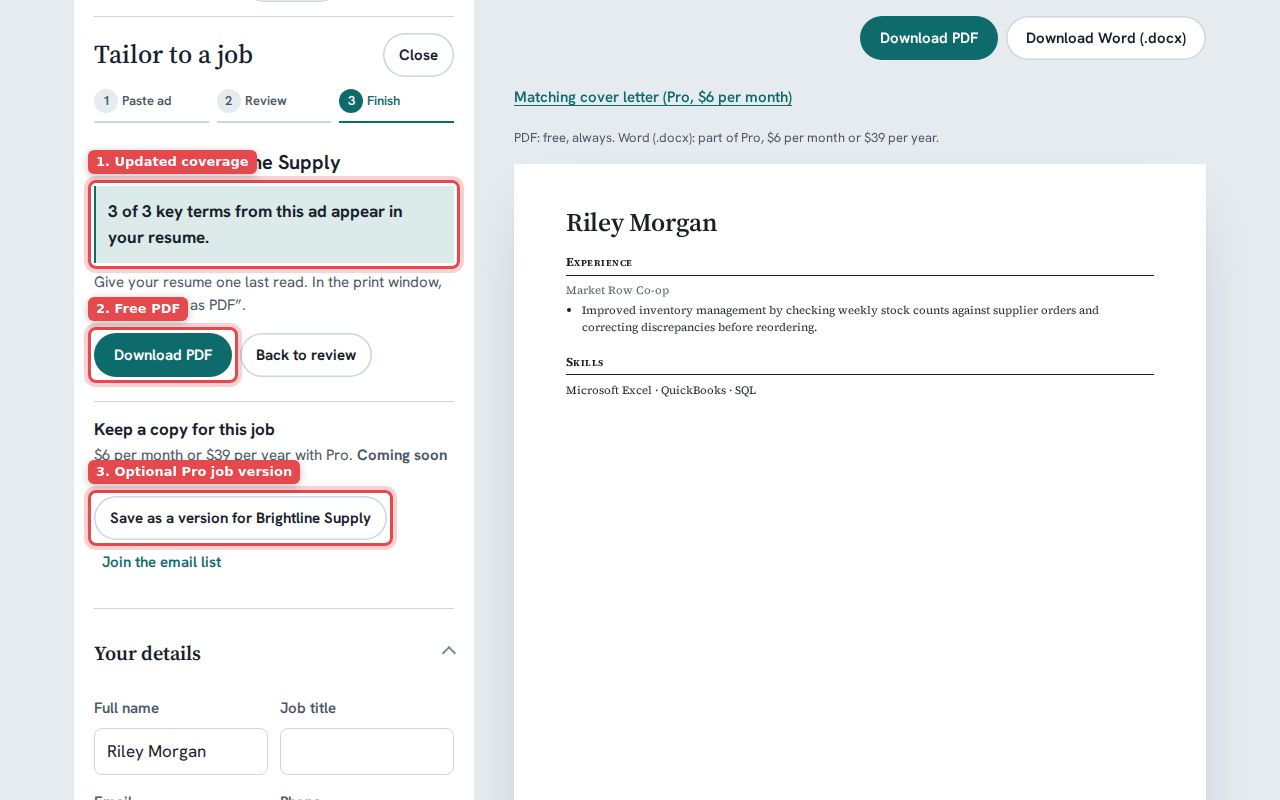 Tailor to a job
Close
1 Paste ad
2 Review
3 Finish
1. Updated coverage
Supply
3 of 3 key terms from this ad appear in
your resume.
Give your resume one last read. In the print window,
as PDF”.
2. Free PDF
Download PDF
Back to review
Keep a copy for this job
$6 per month or $39 per year with Pro. Coming soon
3. Optional Pro job version
Save as a version for Brightline Supply
Join the email list
Your details
Full name
Job title
Riley Morgan
Download PDF
Download Word (.docx)
Matching cover letter (Pro, $6 per month)
PDF: free, always. Word (.docx): part of Pro, $6 per month or $39 per year.
Riley Morgan
Experience
Market Row Co-op
• Improved inventory management by checking weekly stock counts against supplier orders and
correcting discrepancies before reordering.
Skills
Microsoft Excel · QuickBooks · SQL